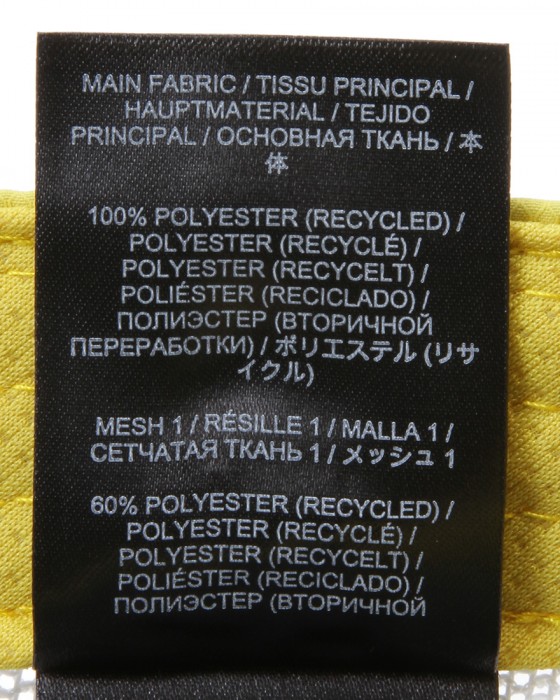 MAIN FABRIC / TISSU PRINCIPAL /
HAUPTMATERIAL / TEJIDO
PRINCIPAL / ОСНОВНАЯ ТКАНЬ / 本
体
100% POLYESTER (RECYCLED) /
POLYESTER (RECYCLÉ) /
POLYESTER (RECYCELT) /
POLIÉSTER (RECICLADO) /
ПОЛИЭСТЕР (ВТОРИЧНОЙ
ПЕРЕРАБОТКИ) / ポリエステル (リサ
イクル)
MESH 1 / RÉSILLE 1 / MALLA 1 /
СЕТЧАТАЯ ТКАНЬ 1 / メッシュ 1
60% POLYESTER (RECYCLED) /
POLYESTER (RECYCLÉ) /
POLYESTER (RECYCELT) /
POLIÉSTER (RECICLADO) /
ПОЛИЭСТЕР (ВТОРИЧНОЙ